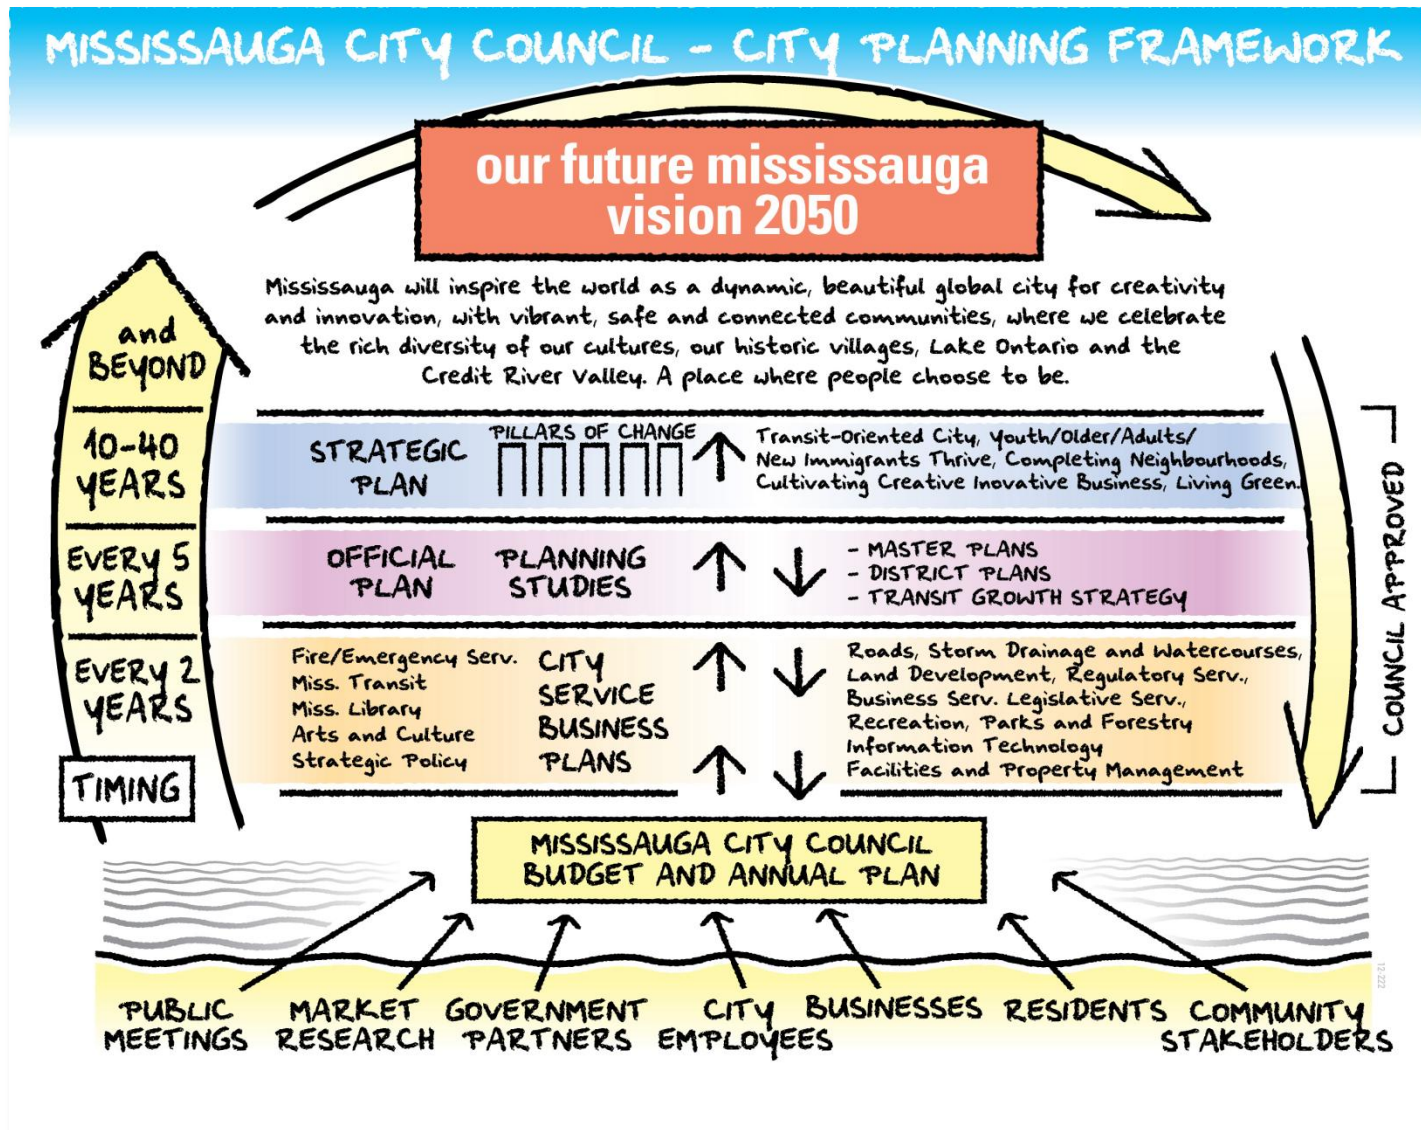 MISSISSAUGA CITY COUNCIL - CITY PLANNING FRAMEWORK
our future mississauga
vision 2050
Mississauga will inspire the world as a dynamic, beautiful global city for creativity
and innovation, with vibrant, safe and connected communities, where we celebrate
the rich diversity of our cultures, our historic villages, Lake Ontario and the
Credit River Valley. A place where people choose to be.
and
BEYOND
10-40
YEARS
STRATEGIC
PLAN
PILLARS OF CHANGE
Transit-Oriented City, Youth/Older/Adults/
New Immigrants Thrive, Completing Neighbourhoods,
Cultivating Creative Inovative Business, Living Green.
EVERY 5
YEARS
OFFICIAL
PLAN
PLANNING
STUDIES
- MASTER PLANS
- DISTRICT PLANS
- TRANSIT GROWTH STRATEGY
EVERY 2
YEARS
Fire/Emergency Serv.
Miss. Transit
Miss. Library
Arts and Culture
Strategic Policy
CITY
SERVICE
BUSINESS
PLANS
Roads, Storm Drainage and Watercourses,
Land Development, Regulatory Serv.,
Business Serv. Legislative Serv.,
Recreation, Parks and Forestry
Information Technology
Facilities and Property Management
TIMING
COUNCIL APPROVED
MISSISSAUGA CITY COUNCIL
BUDGET AND ANNUAL PLAN
PUBLIC
MEETINGS
MARKET
RESEARCH
GOVERNMENT
PARTNERS
CITY
EMPLOYEES
BUSINESSES
RESIDENTS
COMMUNITY
STAKEHOLDERS
12-222